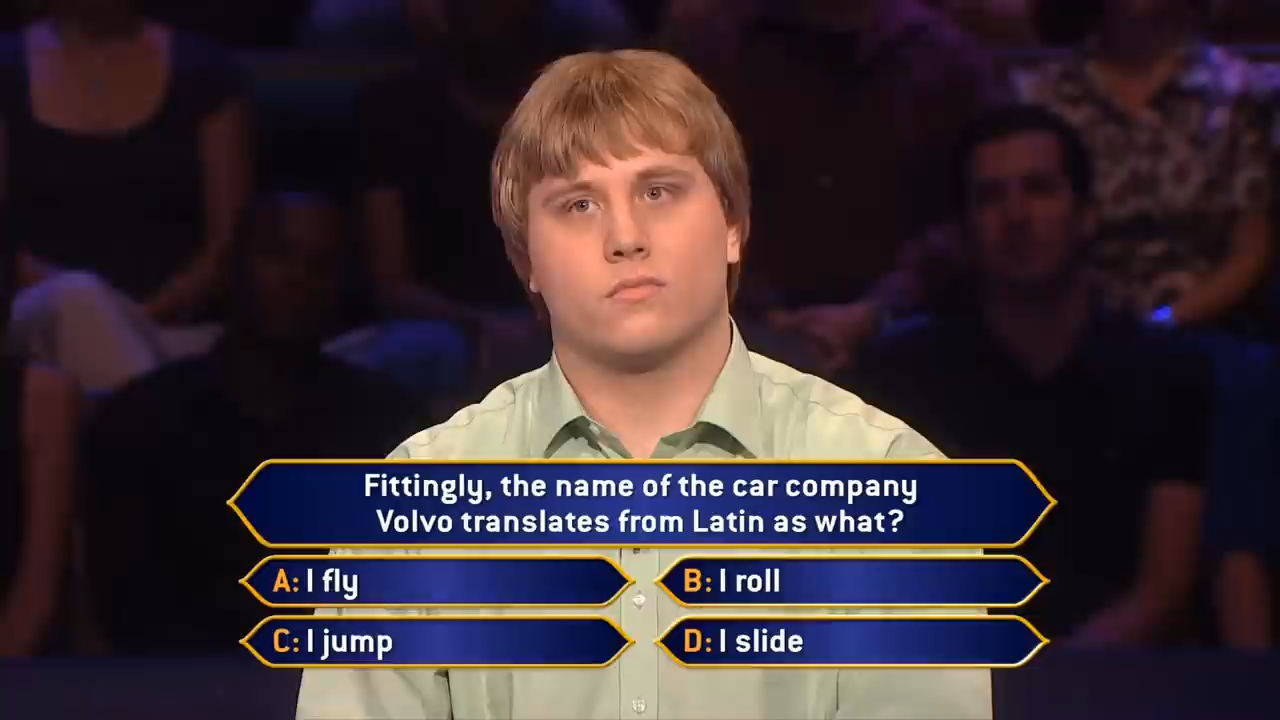 Fittingly, the name of the car company
Volvo translates from Latin as what?
A: I fly
B: I roll
C: I jump
D: I slide